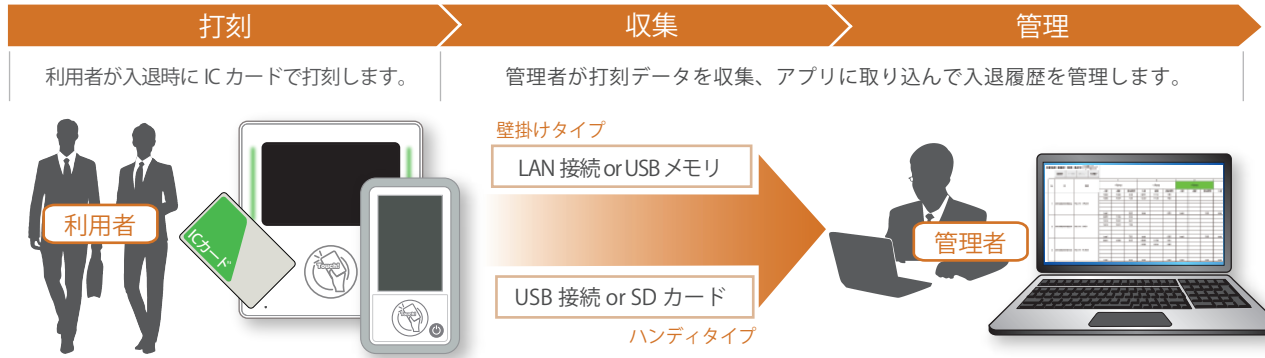 打刻
収集
管理
利用者が入退時に IC カードで打刻します。
管理者が打刻データを収集、アプリに取り込んで入退履歴を管理します。
壁掛けタイプ
LAN 接続 or USB メモリ
利用者
ICカード
管理者
USB 接続 or SD カード
ハンディタイプ